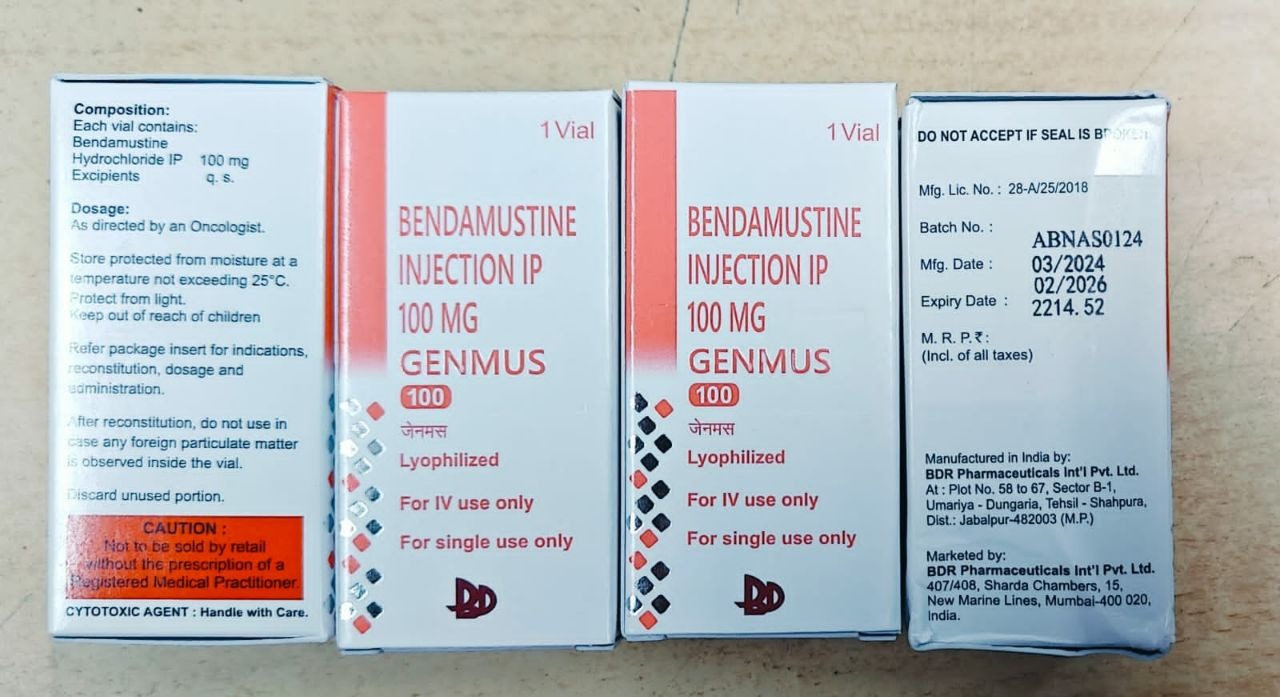 Composition:
Each vial contains:
Bendamustine
Hydrochloride IP 100 mg
Excipients q. s.
Dosage:
As directed by an Oncologist.
Store protected from moisture at a
temperature not exceeding 25°C.
Protect from light.
Keep out of reach of children
Refer package insert for indications,
reconstitution, dosage and
administration.
After reconstitution, do not use in
case any foreign particulate matter
is observed inside the vial.
Discard unused portion.
CAUTION :
Not to be sold by retail
without the prescription of a
Registered Medical Practitioner.
CYTOTOXIC AGENT : Handle with Care.
1 Vial
BENDAMUSTINE
INJECTION IP
100 MG
GENMUS
100
जेनमस
Lyophilized
For IV use only
For single use only
BD
1 Vial
BENDAMUSTINE
INJECTION IP
100 MG
GENMUS
100
जेनमस
Lyophilized
For IV use only
For single use only
BD
DO NOT ACCEPT IF SEAL IS BROKEN.
Mfg. Lic. No. : 28-A/25/2018
Batch No. : ABNAS0124
Mfg. Date : 03/2024
02/2026
Expiry Date : 2214.52
M. R. P. ₹ :
(Incl. of all taxes)
Manufactured in India by:
BDR Pharmaceuticals Int'l Pvt. Ltd.
At : Plot No. 58 to 67, Sector B-1,
Umariya - Dungaria, Tehsil - Shahpura,
Dist.: Jabalpur-482003 (M.P.)
Marketed by:
BDR Pharmaceuticals Int'l Pvt. Ltd.
407/408, Sharda Chambers, 15,
New Marine Lines, Mumbai-400 020,
India.